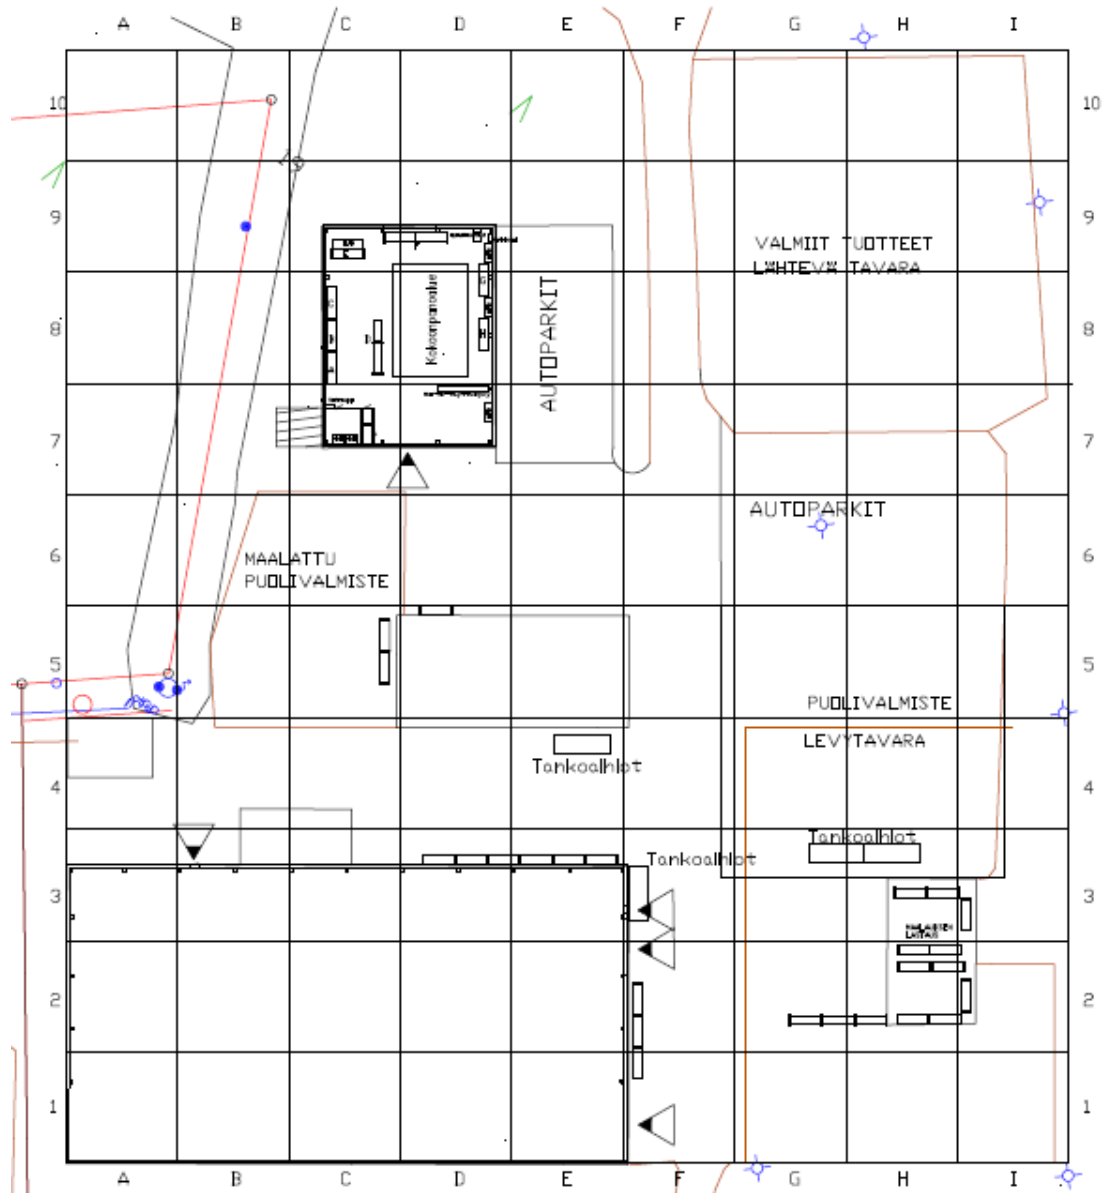 A B C D E F G H I
10 10
9 9
VALMIIT TUOTTEET
LÄHTEVÄ TAVARA
8 8
Kokoonpanoalue
H
AUTOPARKIT
7 7
AUTOPARKIT
6 6
MAALATTU
PUOLIVALMISTE
5 5
PUOLIVALMISTE
LEVYTAVARA
Tankoalhlot
4 4
Tankoalhlot
Tankoalhlot
3 3
2 2
1 1
A B C D E F G H I